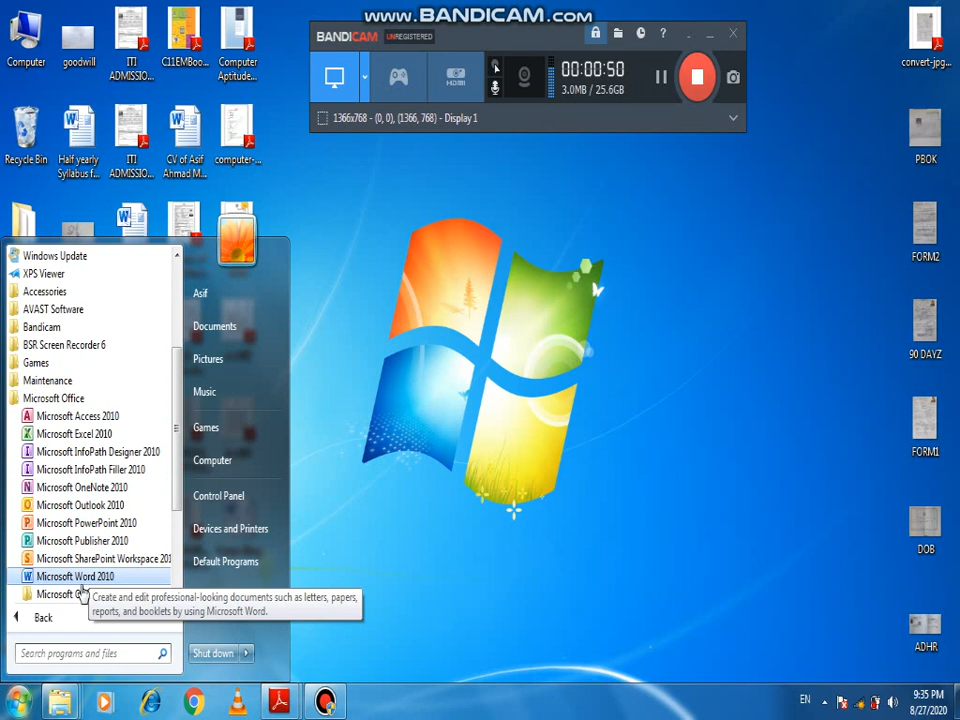 www.BANDICAM.com
BANDICAM UNREGISTERED
?
HDMI
00:00:50
3.0MB / 25.6GB
1366x768 - (0, 0), (1366, 768) - Display 1
Computer
goodwill
ITI
ADMISSIO...
C11EMBoo...
Computer
Aptitude...
convert-jpg...
Recycle Bin
Half yearly
Syllabus f...
ITI
ADMISSIO...
CV of Asif
Ahmad M...
computer-...
PBOK
FORM2
90 DAYZ
FORM1
DOB
ADHR
Windows Update
XPS Viewer
Accessories
AVAST Software
Bandicam
BSR Screen Recorder 6
Games
Maintenance
Microsoft Office
Microsoft Access 2010
Microsoft Excel 2010
Microsoft InfoPath Designer 2010
Microsoft InfoPath Filler 2010
Microsoft OneNote 2010
Microsoft Outlook 2010
Microsoft PowerPoint 2010
Microsoft Publisher 2010
Microsoft SharePoint Workspace 201
Microsoft Word 2010
Microsoft
Create and edit professional-looking documents such as letters, papers,
reports, and booklets by using Microsoft Word.
Back
Search programs and files
Asif
Documents
Pictures
Music
Games
Computer
Control Panel
Devices and Printers
Default Programs
Shut down
EN
9:35 PM
8/27/2020